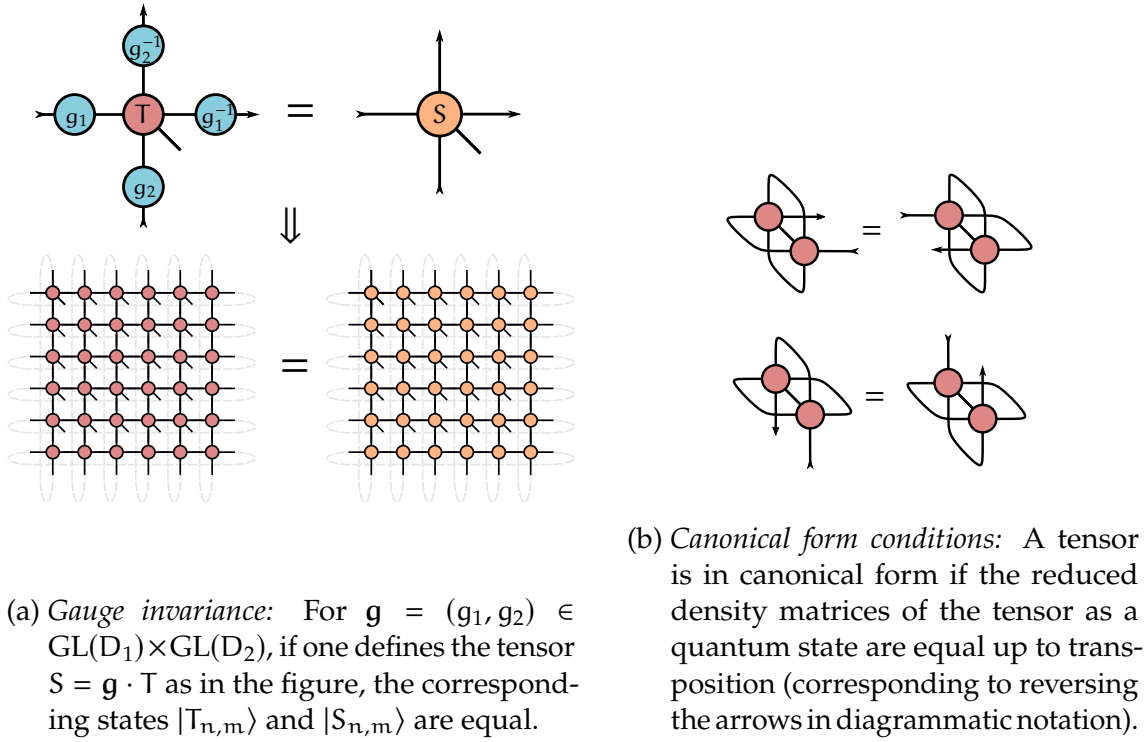 g₂⁻¹
g₁ T g₁⁻¹ = S
g₂
⇓
=
=
=
(a) Gauge invariance: For 𝐠 = (g₁, g₂) ∈
GL(D₁)×GL(D₂), if one defines the tensor
S = 𝐠 · T as in the figure, the correspond-
ing states |Tₙ,ₘ⟩ and |Sₙ,ₘ⟩ are equal.
(b) Canonical form conditions: A tensor
is in canonical form if the reduced
density matrices of the tensor as a
quantum state are equal up to trans-
position (corresponding to reversing
the arrows in diagrammatic notation).